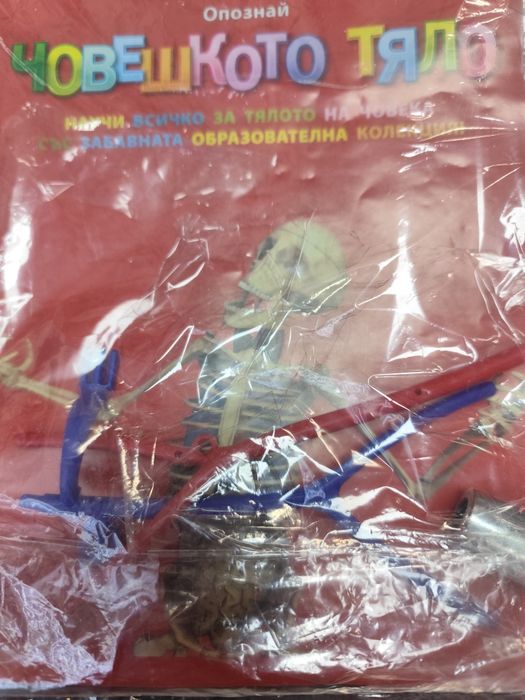 Опознай
ЧОВЕШКОТО ТЯЛО
НАУЧИ ВСИЧКО ЗА ТЯЛОТО НА ЧОВЕКА
СЪС ЗАБАВНАТА ОБРАЗОВАТЕЛНА КОЛЕКЦИЯ!